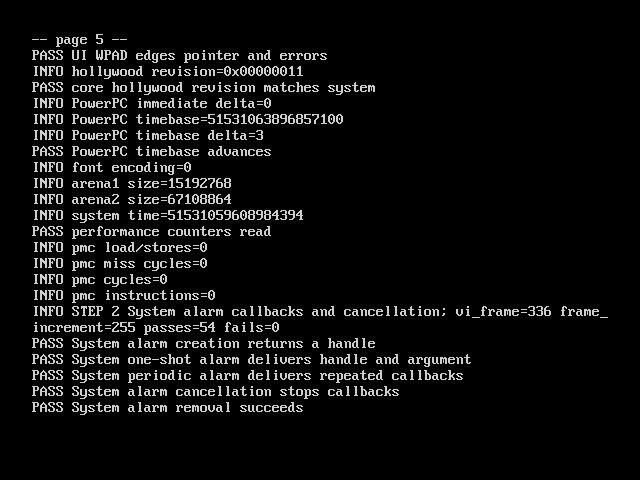 -- page 5 --
PASS UI WPAD edges pointer and errors
INFO hollywood revision=0x00000011
PASS core hollywood revision matches system
INFO PowerPC immediate delta=0
INFO PowerPC timebase=51531063896857100
INFO PowerPC timebase delta=3
PASS PowerPC timebase advances
INFO font encoding=0
INFO arena1 size=15192768
INFO arena2 size=67108864
INFO system time=51531059608984394
PASS performance counters read
INFO pmc load/stores=0
INFO pmc miss cycles=0
INFO pmc cycles=0
INFO pmc instructions=0
INFO STEP 2 System alarm callbacks and cancellation; vi_frame=336 frame_
increment=255 passes=54 fails=0
PASS System alarm creation returns a handle
PASS System one-shot alarm delivers handle and argument
PASS System periodic alarm delivers repeated callbacks
PASS System alarm cancellation stops callbacks
PASS System alarm removal succeeds